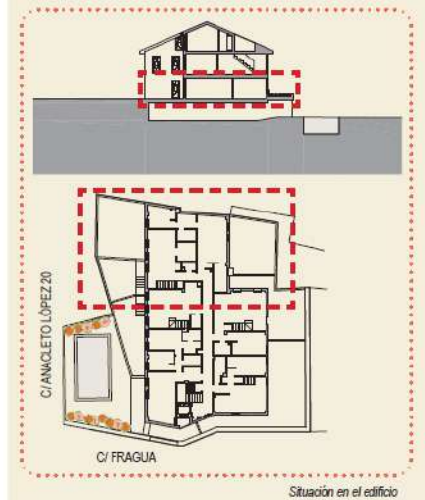 C/ ANACLETO LÓPEZ 20
C/ FRAGUA
Situación en el edificio